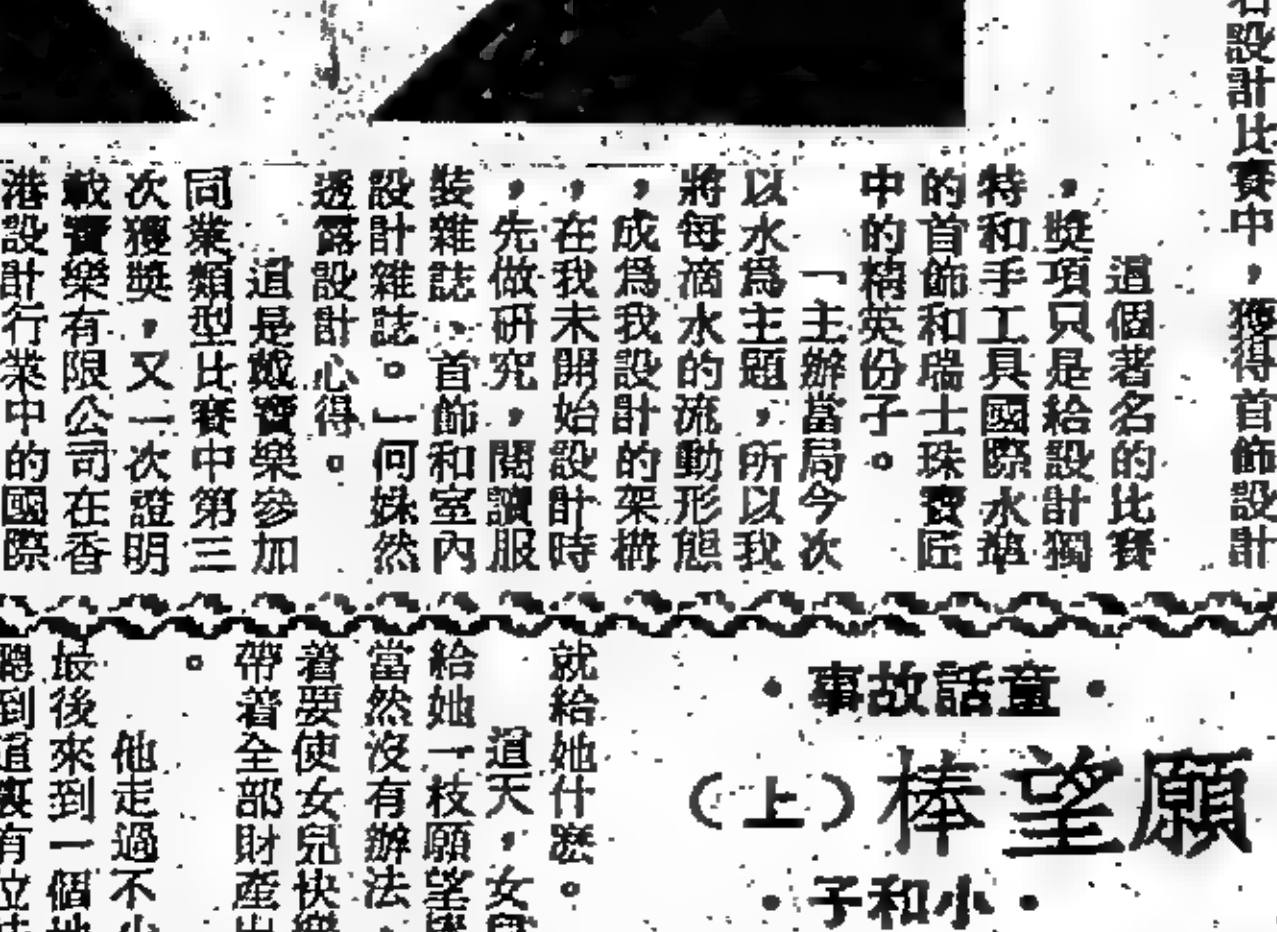 名設計比賽中，獲得首飾設計
這個著名的比賽
，獎項只是給設計獨
特和手工具國際水準
的首飾和瑞士珠寶匠
中的精英份子。
「主辦當局今次
以水爲主題，所以我
將每滴水的流動形態
，成爲我設計的架構
，在我未開始設計時
，先做研究，閱讀服
裝雜誌、首飾和室內
設計雜誌。」何姝然
透露設計心得。
這是戴寶樂參加
同業類型比賽中第三
次獲獎，又一次證明
戴寶樂有限公司在香
港設計行業中的國際
•童話故事•
願望棒（上）
•小和子•
就給她什麽。
這天，女兒
給她一枝願望
當然沒有辦法，
着要使女兒快樂
帶着全部財產出
。
他走過不少
最後來到一個地
聽到這裏有位